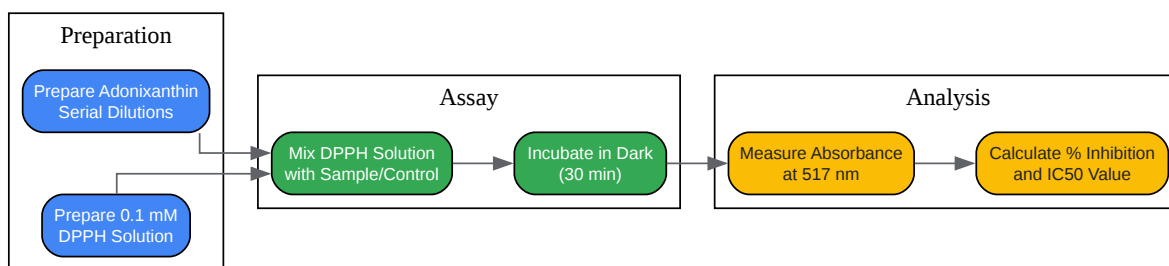 Preparation
Prepare Adonixanthin
Serial Dilutions
Prepare 0.1 mM
DPPH Solution
Assay
Mix DPPH Solution
with Sample/Control
Incubate in Dark
(30 min)
Analysis
Measure Absorbance
at 517 nm
Calculate % Inhibition
and IC50 Value